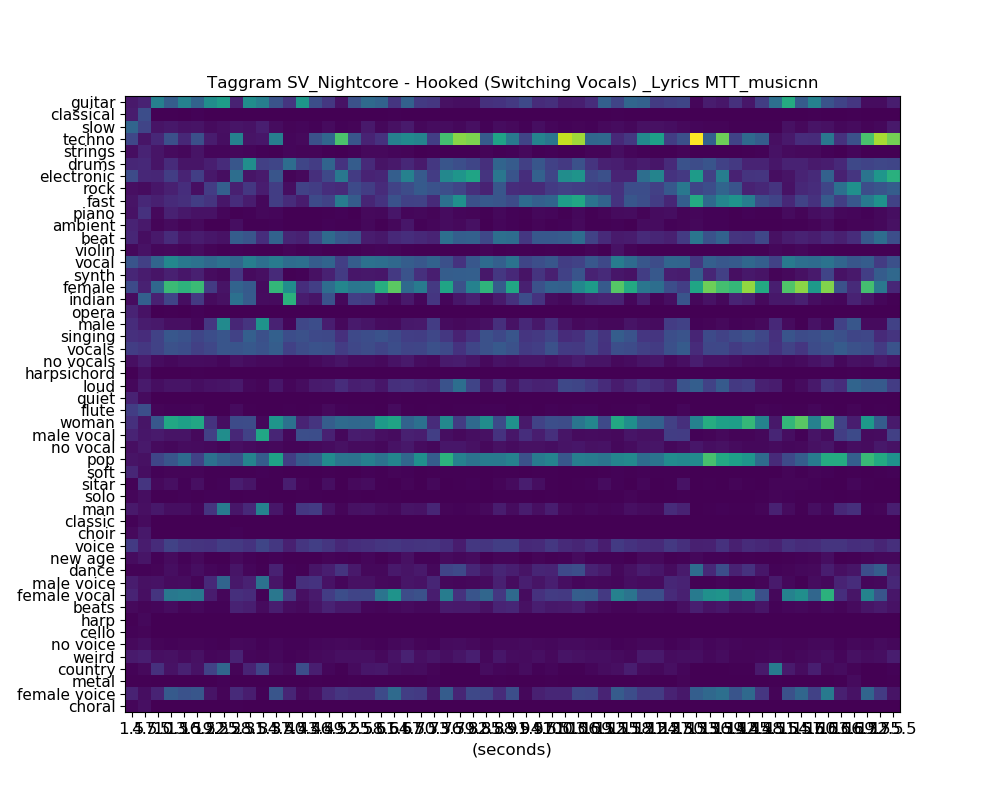 Taggram SV_Nightcore - Hooked (Switching Vocals) _Lyrics MTT_musicnn
guitar
classical
slow
techno
strings
drums
electronic
rock
fast
piano
ambient
beat
violin
vocal
synth
female
indian
opera
male
singing
vocals
no vocals
harpsichord
loud
quiet
flute
woman
male vocal
no vocal
pop
soft
sitar
solo
man
classic
choir
voice
new age
dance
male voice
female vocal
beats
harp
cello
no voice
weird
country
metal
female voice
choral
(seconds)